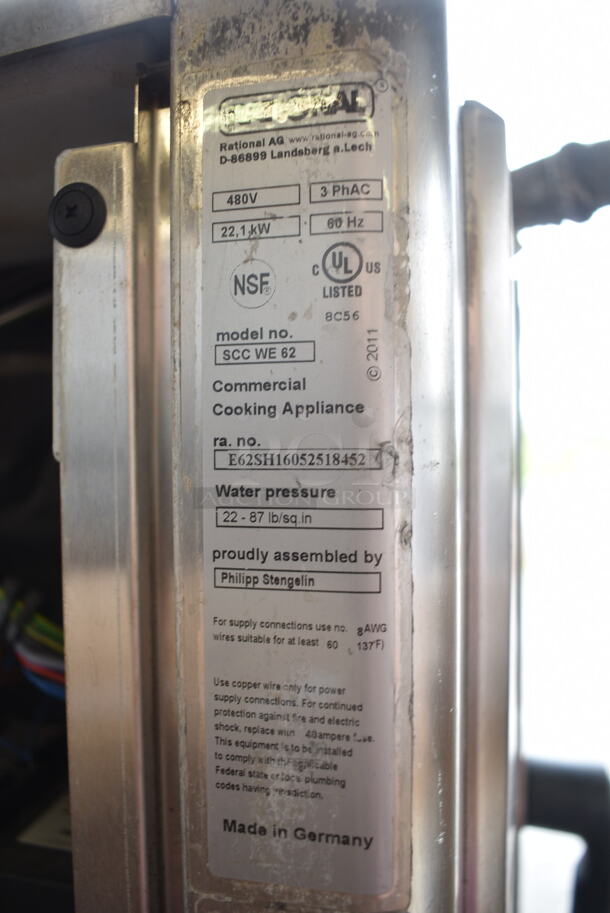 RATIONAL®
Rational AG www.rational-ag.com
D-86899 Landsberg a.Lech
480V 3 PhAC
22,1 kW 60 Hz
NSF®
C UL US
LISTED
8C56
© 2011
model no.
SCC WE 62
Commercial
Cooking Appliance
ra. no.
E62SH16052518452
AUCTION GROUP
Water pressure
22 - 87 lb/sq.in
proudly assembled by
Philipp Stengelin
For supply connections use no. 8AWG
wires suitable for at least 60 137°F)
Use copper wire only for power
supply connections. For continued
protection against fire and electric
shock, replace with 40ampere fuse.
This equipment is to be installed
to comply with the applicable
Federal state or local plumbing
codes having jurisdiction.
Made in Germany